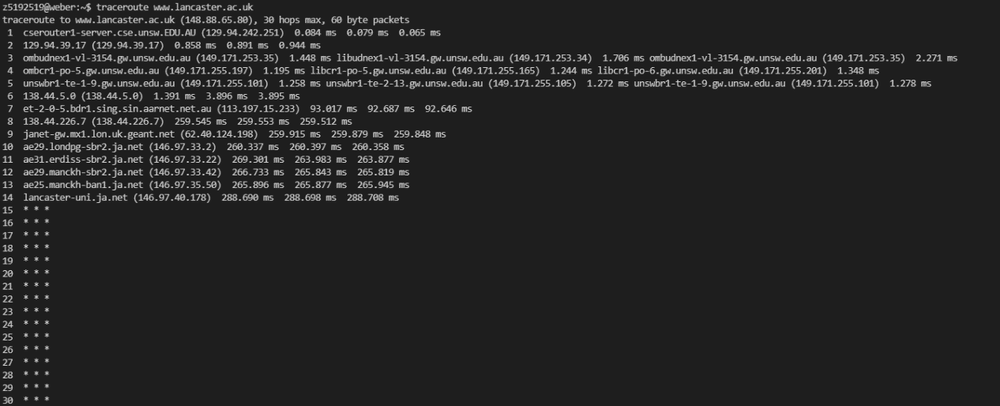 z5192519@weber:~$ traceroute www.lancaster.ac.uk
traceroute to www.lancaster.ac.uk (148.88.65.80), 30 hops max, 60 byte packets
 1  cserouter1-server.cse.unsw.EDU.AU (129.94.242.251)  0.084 ms  0.079 ms  0.065 ms
 2  129.94.39.17 (129.94.39.17)  0.858 ms  0.891 ms  0.944 ms
 3  ombudnex1-vl-3154.gw.unsw.edu.au (149.171.253.35)  1.448 ms libudnex1-vl-3154.gw.unsw.edu.au (149.171.253.34)  1.706 ms ombudnex1-vl-3154.gw.unsw.edu.au (149.171.253.35)  2.271 ms
 4  ombcr1-po-5.gw.unsw.edu.au (149.171.255.197)  1.195 ms libcr1-po-5.gw.unsw.edu.au (149.171.255.165)  1.244 ms libcr1-po-6.gw.unsw.edu.au (149.171.255.201)  1.348 ms
 5  unswbr1-te-1-9.gw.unsw.edu.au (149.171.255.101)  1.258 ms unswbr1-te-2-13.gw.unsw.edu.au (149.171.255.105)  1.272 ms unswbr1-te-1-9.gw.unsw.edu.au (149.171.255.101)  1.278 ms
 6  138.44.5.0 (138.44.5.0)  1.391 ms  3.896 ms  3.895 ms
 7  et-2-0-5.bdr1.sing.sin.aarnet.net.au (113.197.15.233)  93.017 ms  92.687 ms  92.646 ms
 8  138.44.226.7 (138.44.226.7)  259.545 ms  259.553 ms  259.512 ms
 9  janet-gw.mx1.lon.uk.geant.net (62.40.124.198)  259.915 ms  259.879 ms  259.848 ms
10  ae29.londpg-sbr2.ja.net (146.97.33.2)  260.337 ms  260.397 ms  260.358 ms
11  ae31.erdiss-sbr2.ja.net (146.97.33.22)  269.301 ms  263.983 ms  263.877 ms
12  ae29.manckh-sbr2.ja.net (146.97.33.42)  266.733 ms  265.843 ms  265.819 ms
13  ae25.manckh-ban1.ja.net (146.97.35.50)  265.896 ms  265.877 ms  265.945 ms
14  lancaster-uni.ja.net (146.97.40.178)  288.690 ms  288.698 ms  288.708 ms
15  * * *
16  * * *
17  * * *
18  * * *
19  * * *
20  * * *
21  * * *
22  * * *
23  * * *
24  * * *
25  * * *
26  * * *
27  * * *
28  * * *
29  * * *
30  * * *